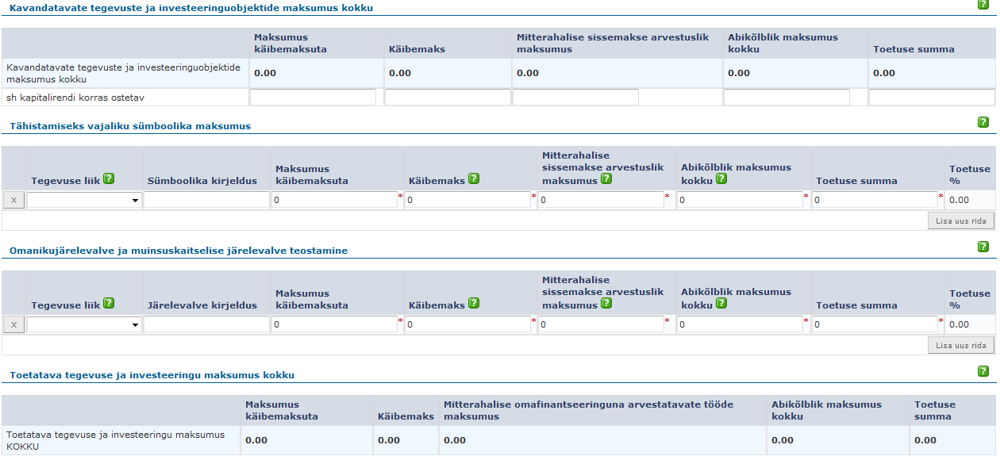 Kavandatavate tegevuste ja investeeringuobjektide maksumus kokku ?
Maksumus käibemaksuta Käibemaks Mitterahalise sissemakse arvestuslik maksumus Abikõlblik maksumus kokku Toetuse summa
Kavandatavate tegevuste ja investeeringuobjektide maksumus kokku 0.00 0.00 0.00 0.00 0.00
sh kapitalirendi korras ostetav
Tähistamiseks vajaliku sümboolika maksumus ?
Tegevuse liik ? Sümboolika kirjeldus Maksumus käibemaksuta Käibemaks ? Mitterahalise sissemakse arvestuslik maksumus ? Abikõlblik maksumus kokku ? Toetuse summa Toetuse %
X 0 * 0 * 0 * 0 * 0 * 0.00
Lisa uus rida
Omanikujärelevalve ja muinsuskaitselise järelevalve teostamine ?
Tegevuse liik ? Järelevalve kirjeldus Maksumus käibemaksuta Käibemaks ? Mitterahalise sissemakse arvestuslik maksumus ? Abikõlblik maksumus kokku ? Toetuse summa Toetuse %
X 0 * 0 * 0 * 0 * 0 * 0.00
Lisa uus rida
Toetatava tegevuse ja investeeringu maksumus kokku ?
Maksumus käibemaksuta Käibemaks Mitterahalise omafinantseeringuna arvestatavate tööde maksumus Abikõlblik maksumus kokku Toetuse summa
Toetatava tegevuse ja investeeringu maksumus KOKKU 0.00 0.00 0.00 0.00 0.00